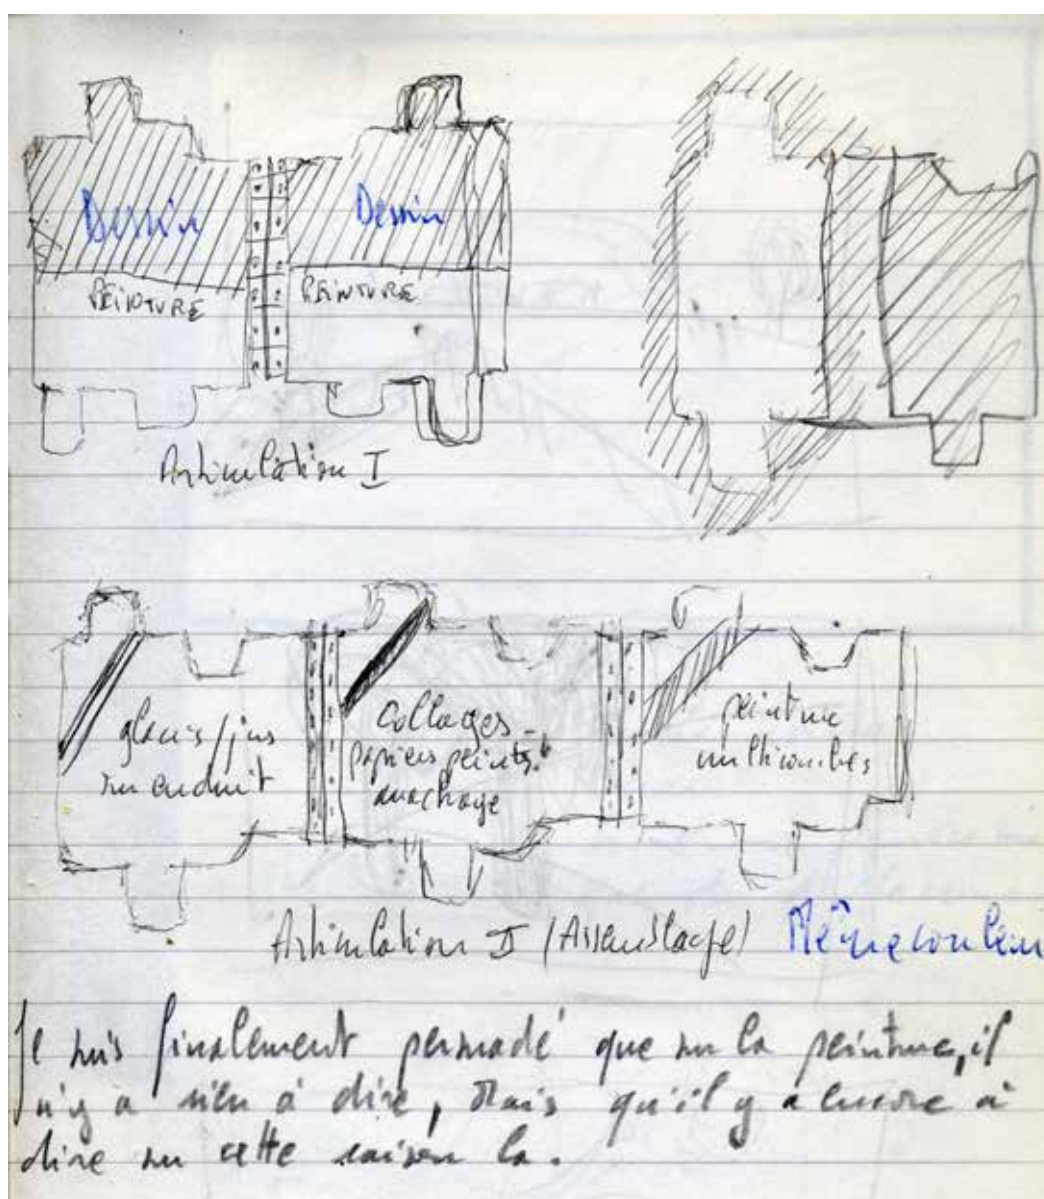 Dessin
Dessin
PEINTURE
PEINTURE
Articulation I
glacis/jus
sur enduit
collages
papiers peints
arrachage
peinture
multicouches
Articulation II (Assemblage)
Même couleur
Je suis finalement persuadé que sur la peinture, il
n'y a rien à dire, mais qu'il y a encore à
dire sur cette raison la.